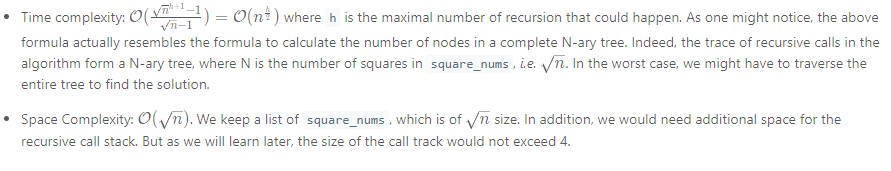 • Time complexity: $\mathcal{O}(\frac{\sqrt{n}^{h+1}-1}{\sqrt{n}-1}) = \mathcal{O}(n^{\frac{h}{2}})$ where h is the maximal number of recursion that could happen. As one might notice, the above
formula actually resembles the formula to calculate the number of nodes in a complete N-ary tree. Indeed, the trace of recursive calls in the
algorithm form a N-ary tree, where N is the number of squares in square_nums , i.e. $\sqrt{n}$. In the worst case, we might have to traverse the
entire tree to find the solution.
• Space Complexity: $\mathcal{O}(\sqrt{n})$. We keep a list of square_nums , which is of $\sqrt{n}$ size. In addition, we would need additional space for the
recursive call stack. But as we will learn later, the size of the call track would not exceed 4.